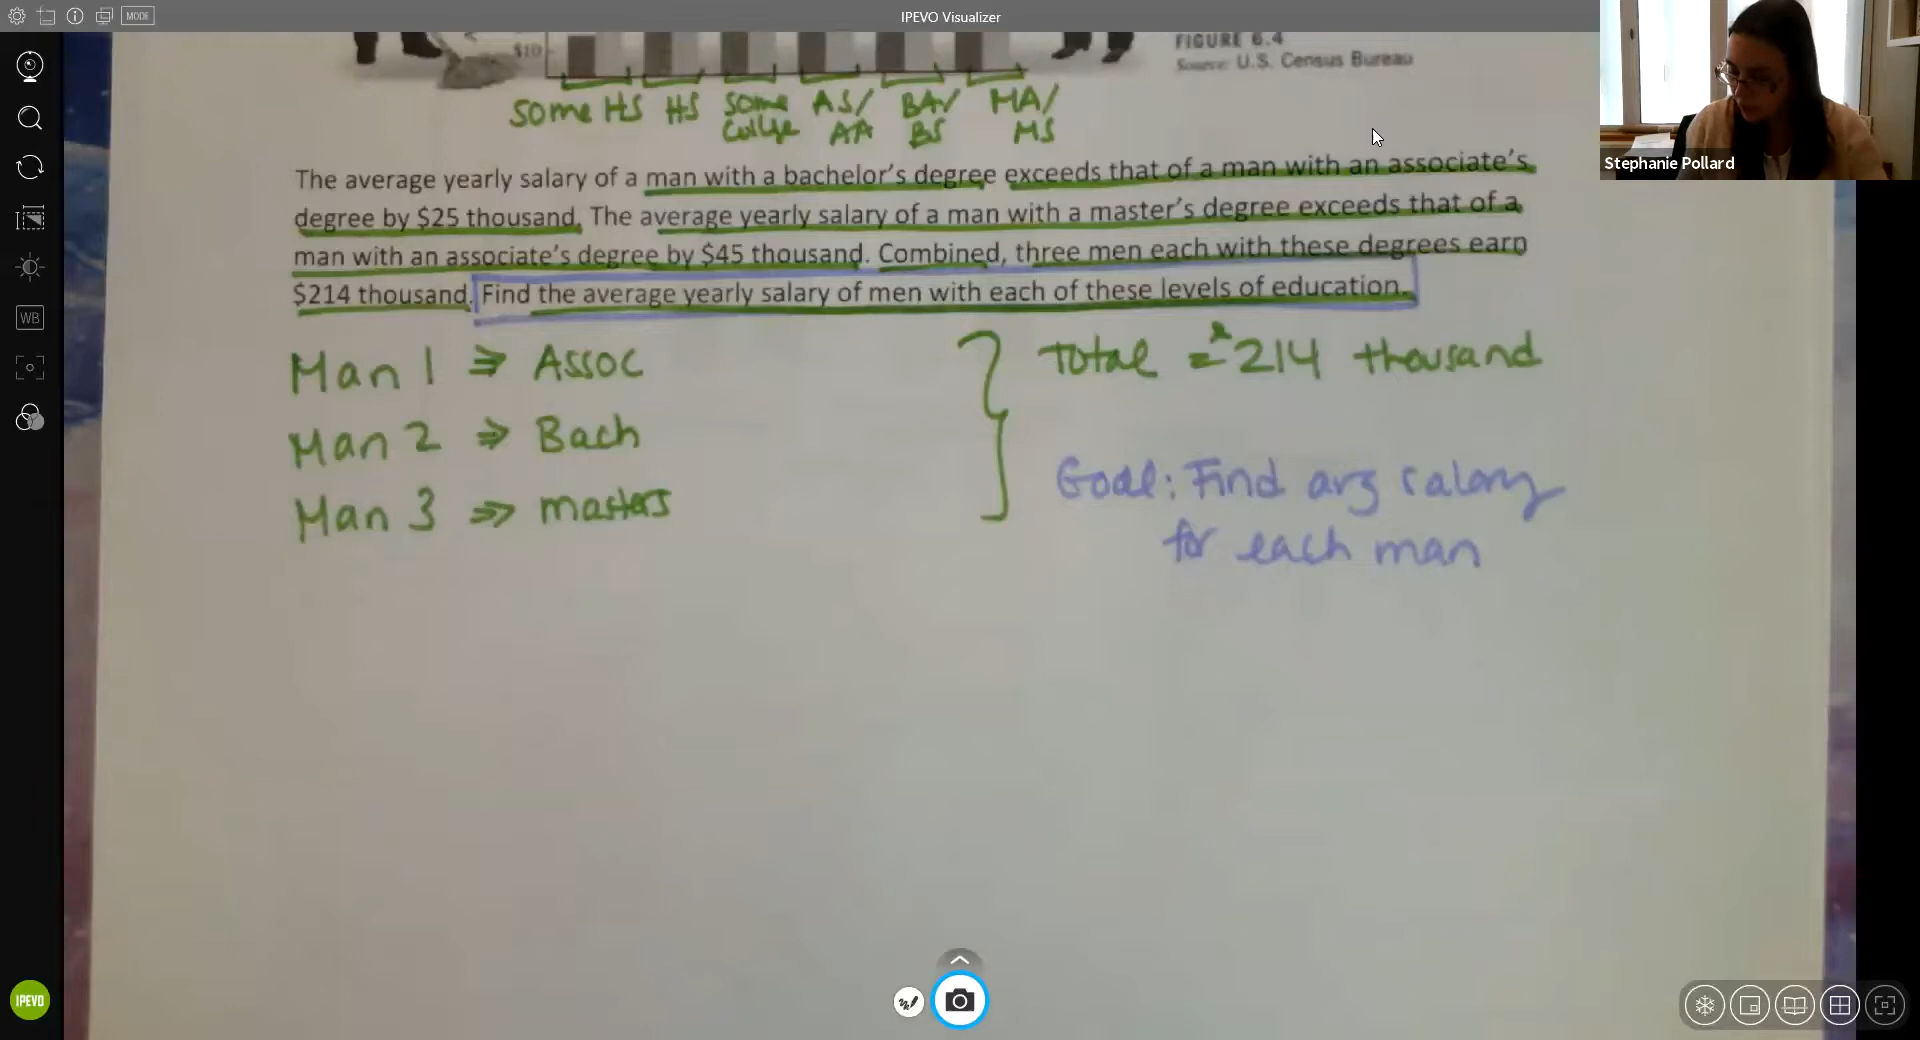 MODE
IPEVO Visualizer
$10
FIGURE 6.4
Source: U.S. Census Bureau
Some HS HS Some College AS/AA BA/BS MA/MS
Stephanie Pollard
The average yearly salary of a man with a bachelor's degree exceeds that of a man with an associate's
degree by $25 thousand. The average yearly salary of a man with a master's degree exceeds that of a
man with an associate's degree by $45 thousand. Combined, three men each with these degrees earn
$214 thousand. Find the average yearly salary of men with each of these levels of education.
Man 1 ⇒ Assoc
Total = 214 thousand
Man 2 ⇒ Bach
Man 3 ⇒ masters
Goal: Find avg salary
for each man
WB
IPEVO